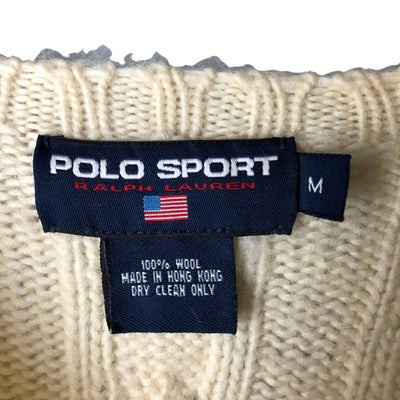 POLO SPORT
RALPH LAUREN
M
100% WOOL
MADE IN HONG KONG
DRY CLEAN ONLY